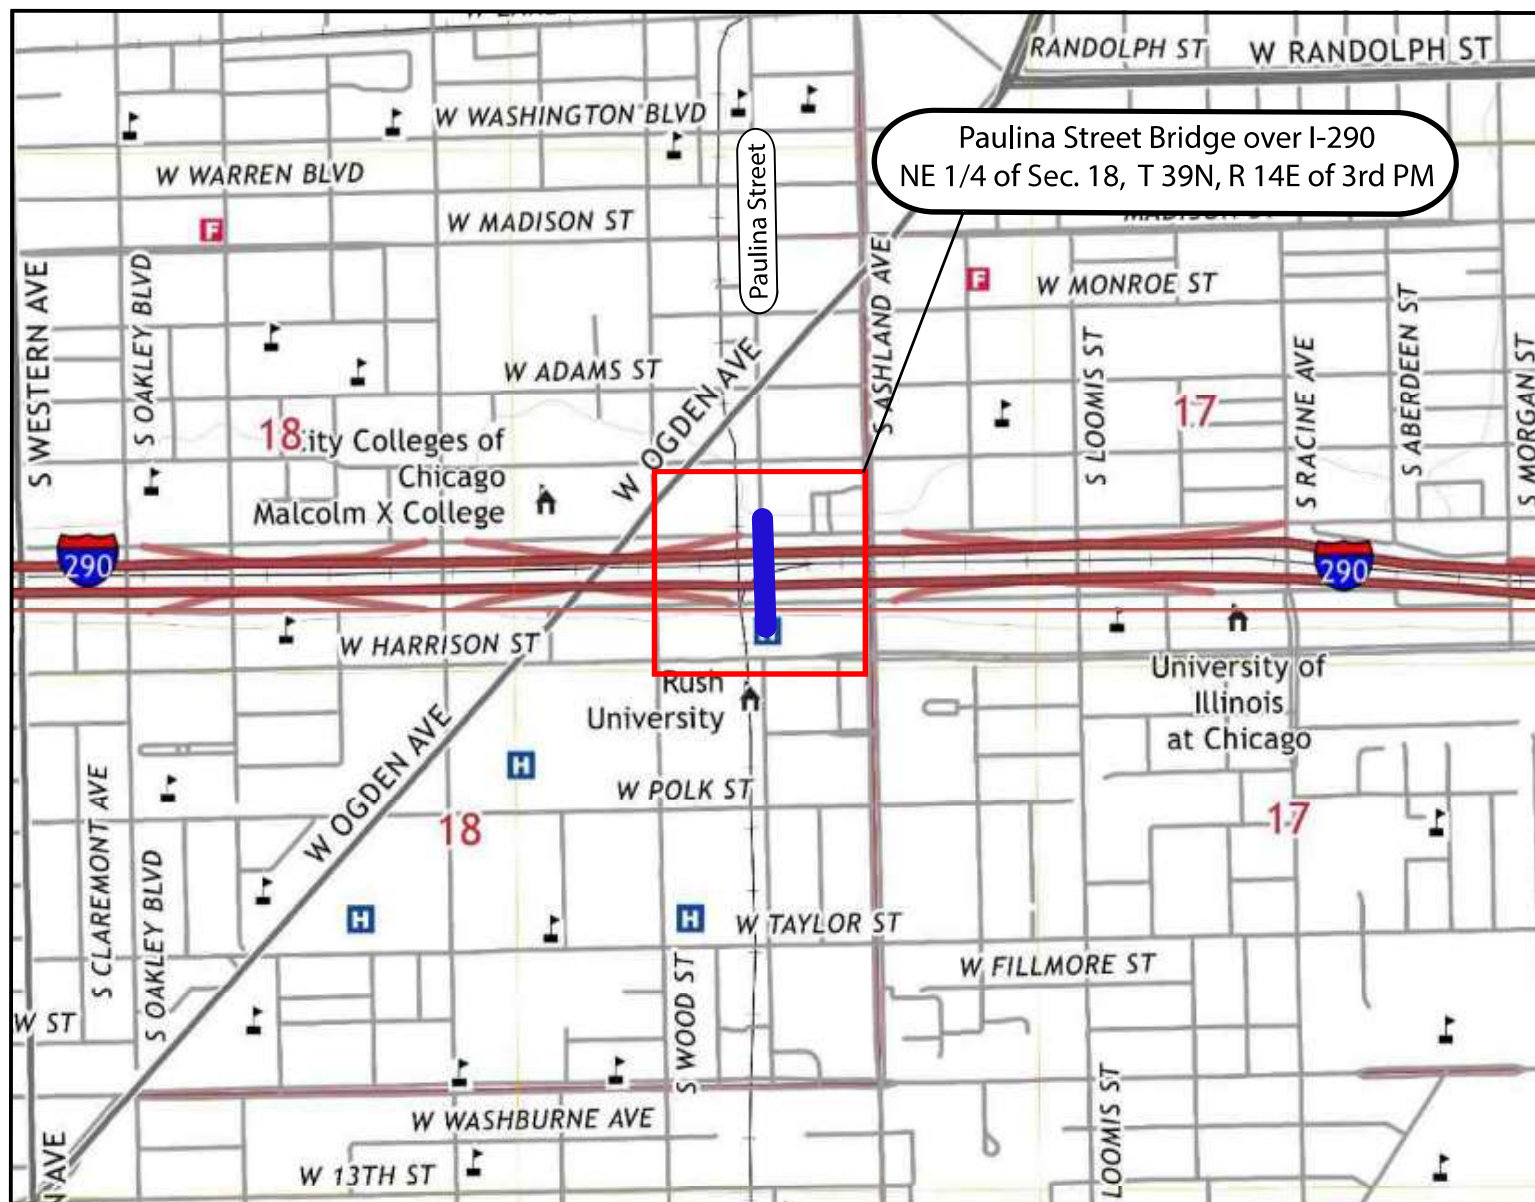 RANDOLPH ST
W RANDOLPH ST
W WASHINGTON BLVD
Paulina Street Bridge over I-290
NE 1/4 of Sec. 18, T 39N, R 14E of 3rd PM
W WARREN BLVD
Paulina Street
W MADISON ST
MADISON ST
F
F
W MONROE ST
S WESTERN AVE
S OAKLEY BLVD
S ASHLAND AVE
S LOOMIS ST
S RACINE AVE
S ABERDEEN ST
S MORGAN ST
W ADAMS ST
W OGDEN AVE
18
17
ity Colleges of
Chicago
Malcolm X College
290
290
W HARRISON ST
Rush
University
University of
Illinois
at Chicago
H
W POLK ST
W OGDEN AVE
18
17
S CLAREMONT AVE
S OAKLEY BLVD
H
H
W TAYLOR ST
W FILLMORE ST
S WOOD ST
W ST
W WASHBURNE AVE
LOOMIS ST
W 13TH ST
N AVE